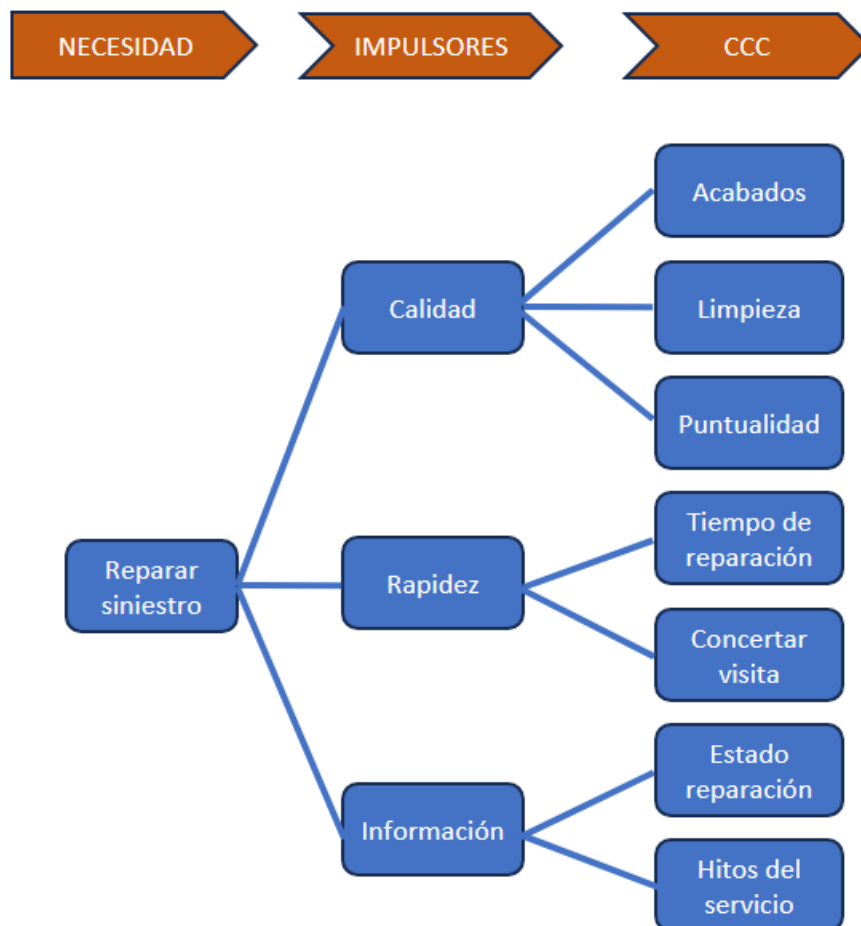 NECESIDAD
IMPULSORES
CCC
Acabados
Calidad
Limpieza
Puntualidad
Tiempo de
reparación
Reparar
siniestro
Rapidez
Concertar
visita
Estado
reparación
Información
Hitos del
servicio